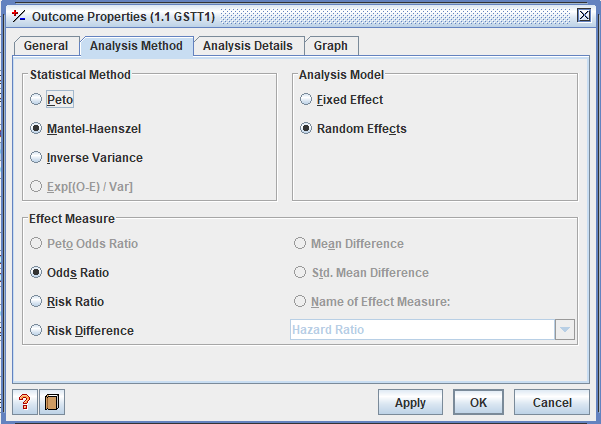 Outcome Properties (1.1 GSTT1)
General Analysis Method Analysis Details Graph
Statistical Method
Peto
Mantel-Haenszel
Inverse Variance
Exp[(O-E) / Var]
Analysis Model
Fixed Effect
Random Effects
Effect Measure
Peto Odds Ratio
Odds Ratio
Risk Ratio
Risk Difference
Mean Difference
Std. Mean Difference
Name of Effect Measure:
Hazard Ratio
? Apply OK Cancel